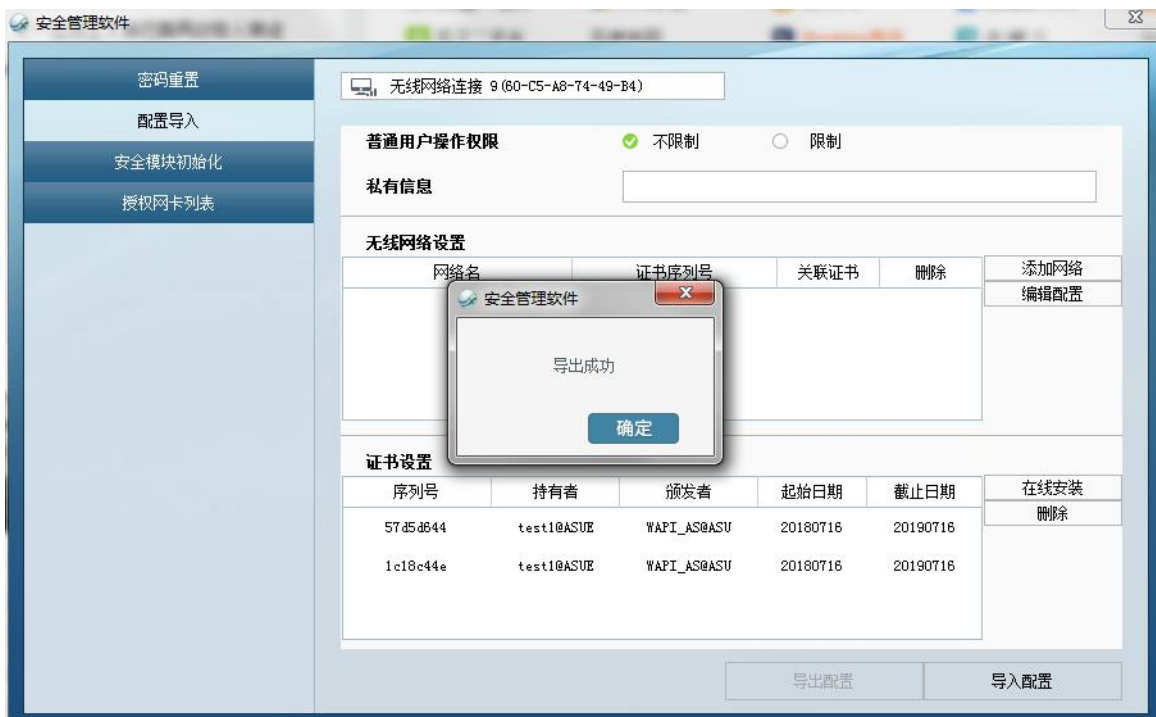 安全管理软件
密码重置
配置导入
安全模块初始化
授权网卡列表
无线网络连接 9(60-C5-A8-74-49-B4)
普通用户操作权限 不限制 限制
私有信息
无线网络设置
网络名 证书序列号 关联证书 删除 添加网络
编辑配置
安全管理软件
导出成功
确定
证书设置
序列号 持有者 颁发者 起始日期 截止日期 在线安装
删除
57d5d644 test1@ASUE WAPI_AS@ASU 20180716 20190716
1c18c44e test1@ASUE WAPI_AS@ASU 20180716 20190716
导出配置 导入配置